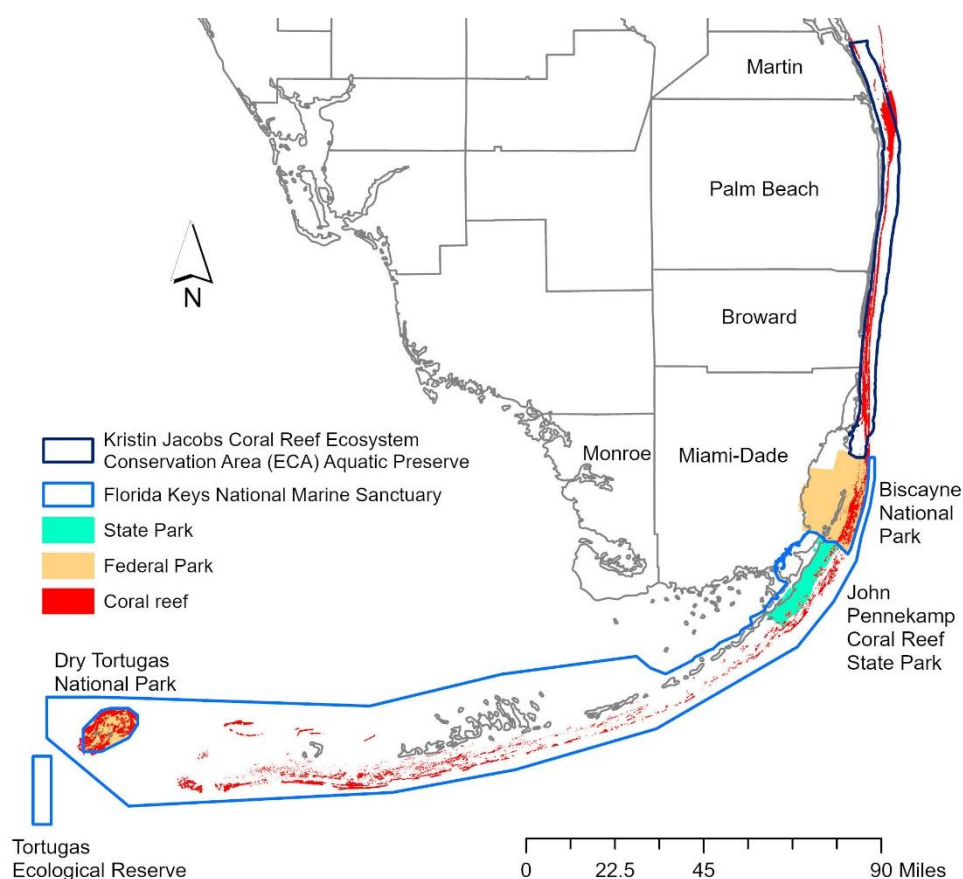 Martin
Palm Beach
N
Broward
Kristin Jacobs Coral Reef Ecosystem
Conservation Area (ECA) Aquatic Preserve
Monroe
Miami-Dade
Florida Keys National Marine Sanctuary
Biscayne
National
Park
State Park
Federal Park
Coral reef
John
Pennekamp
Coral Reef
State Park
Dry Tortugas
National Park
Tortugas
Ecological Reserve
0 22.5 45 90 Miles